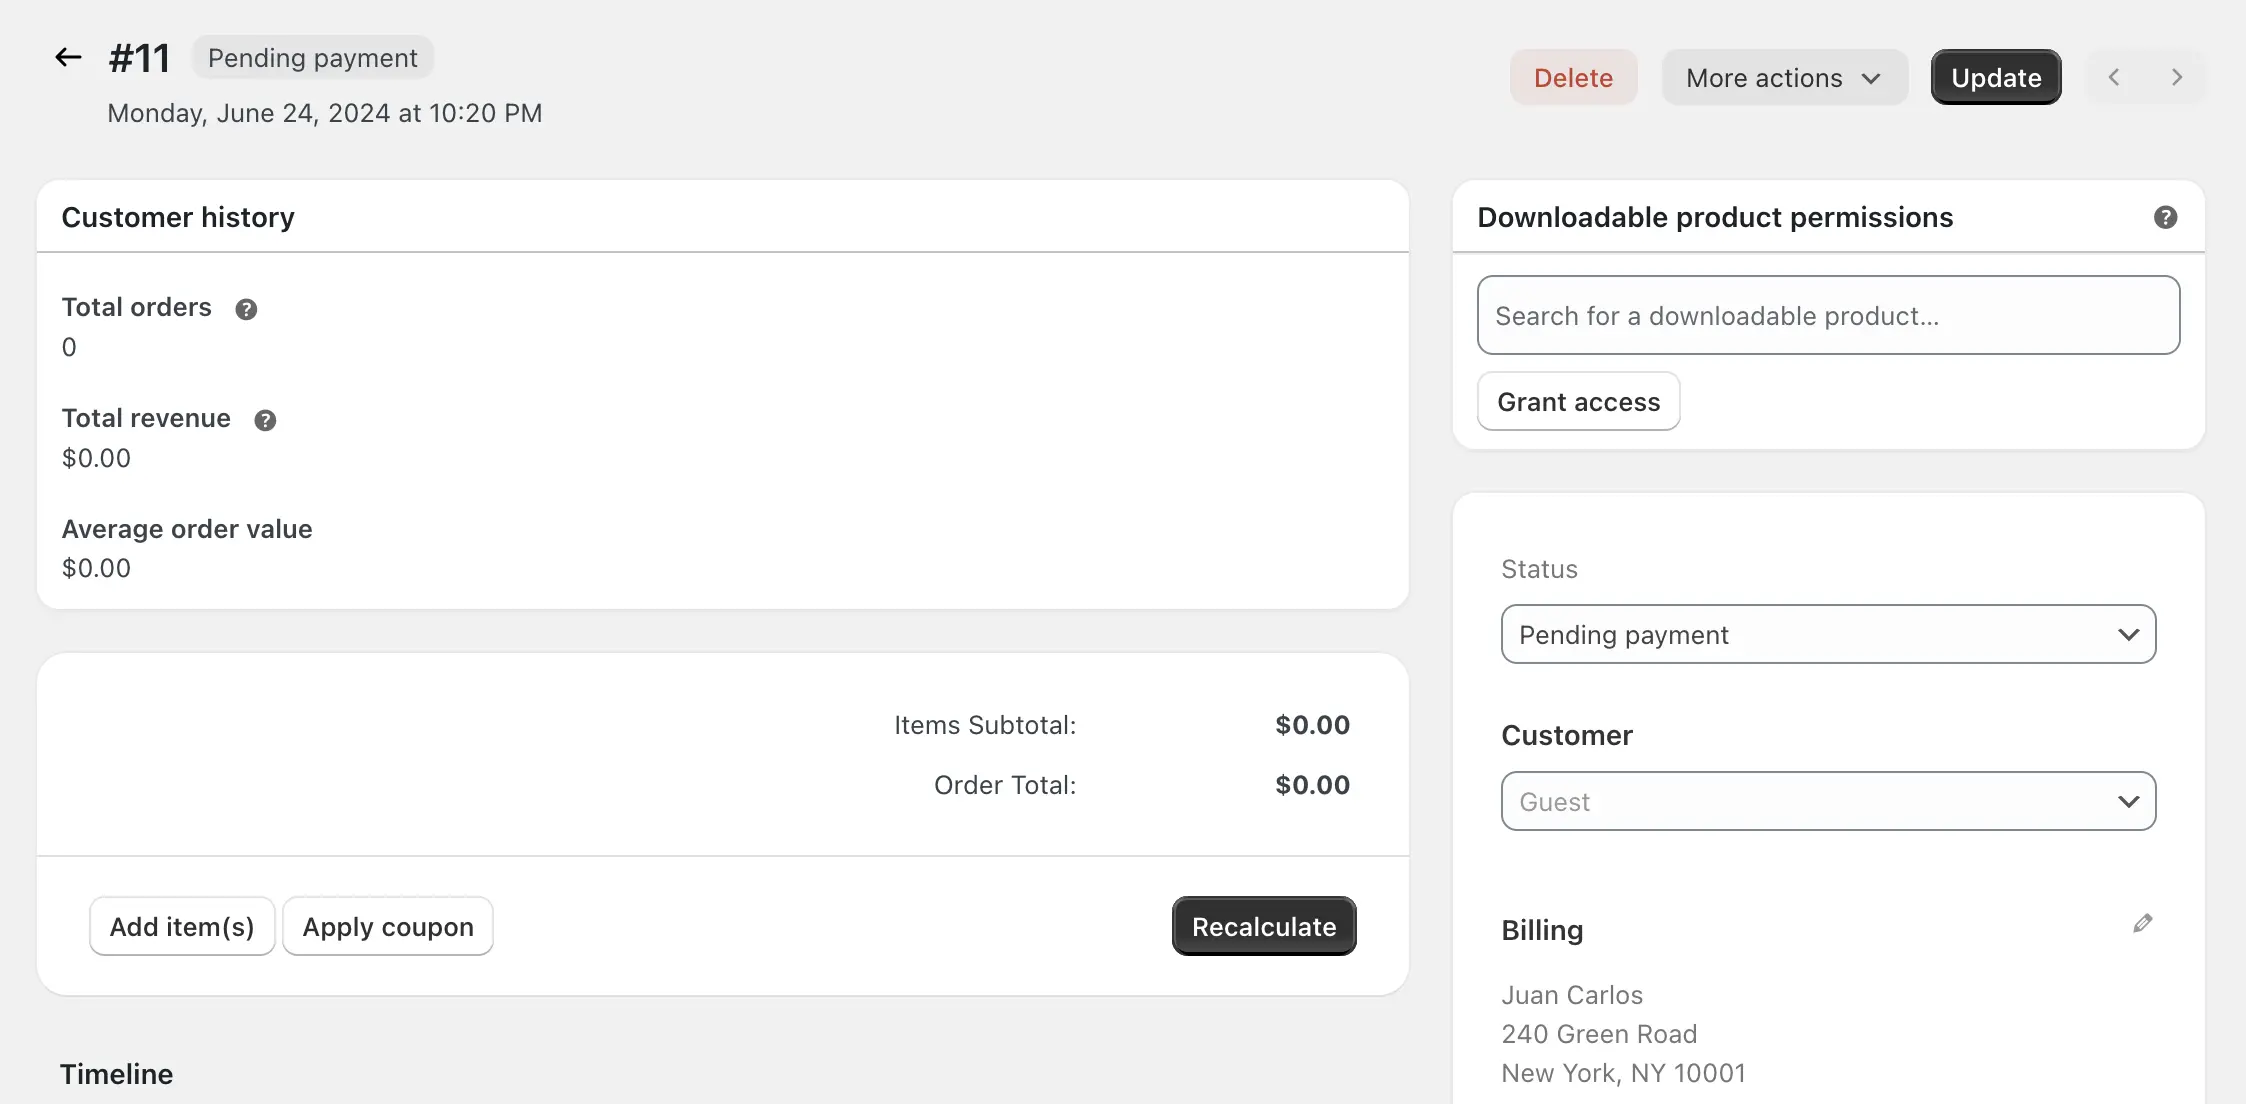 #11 Pending payment
Monday, June 24, 2024 at 10:20 PM
Delete
More actions
Update
Customer history
Total orders ?
0
Total revenue ?
$0.00
Average order value
$0.00
Items Subtotal: $0.00
Order Total: $0.00
Add item(s) Apply coupon Recalculate
Timeline
Downloadable product permissions ?
Search for a downloadable product...
Grant access
Status
Pending payment
Customer
Guest
Billing
Juan Carlos
240 Green Road
New York, NY 10001